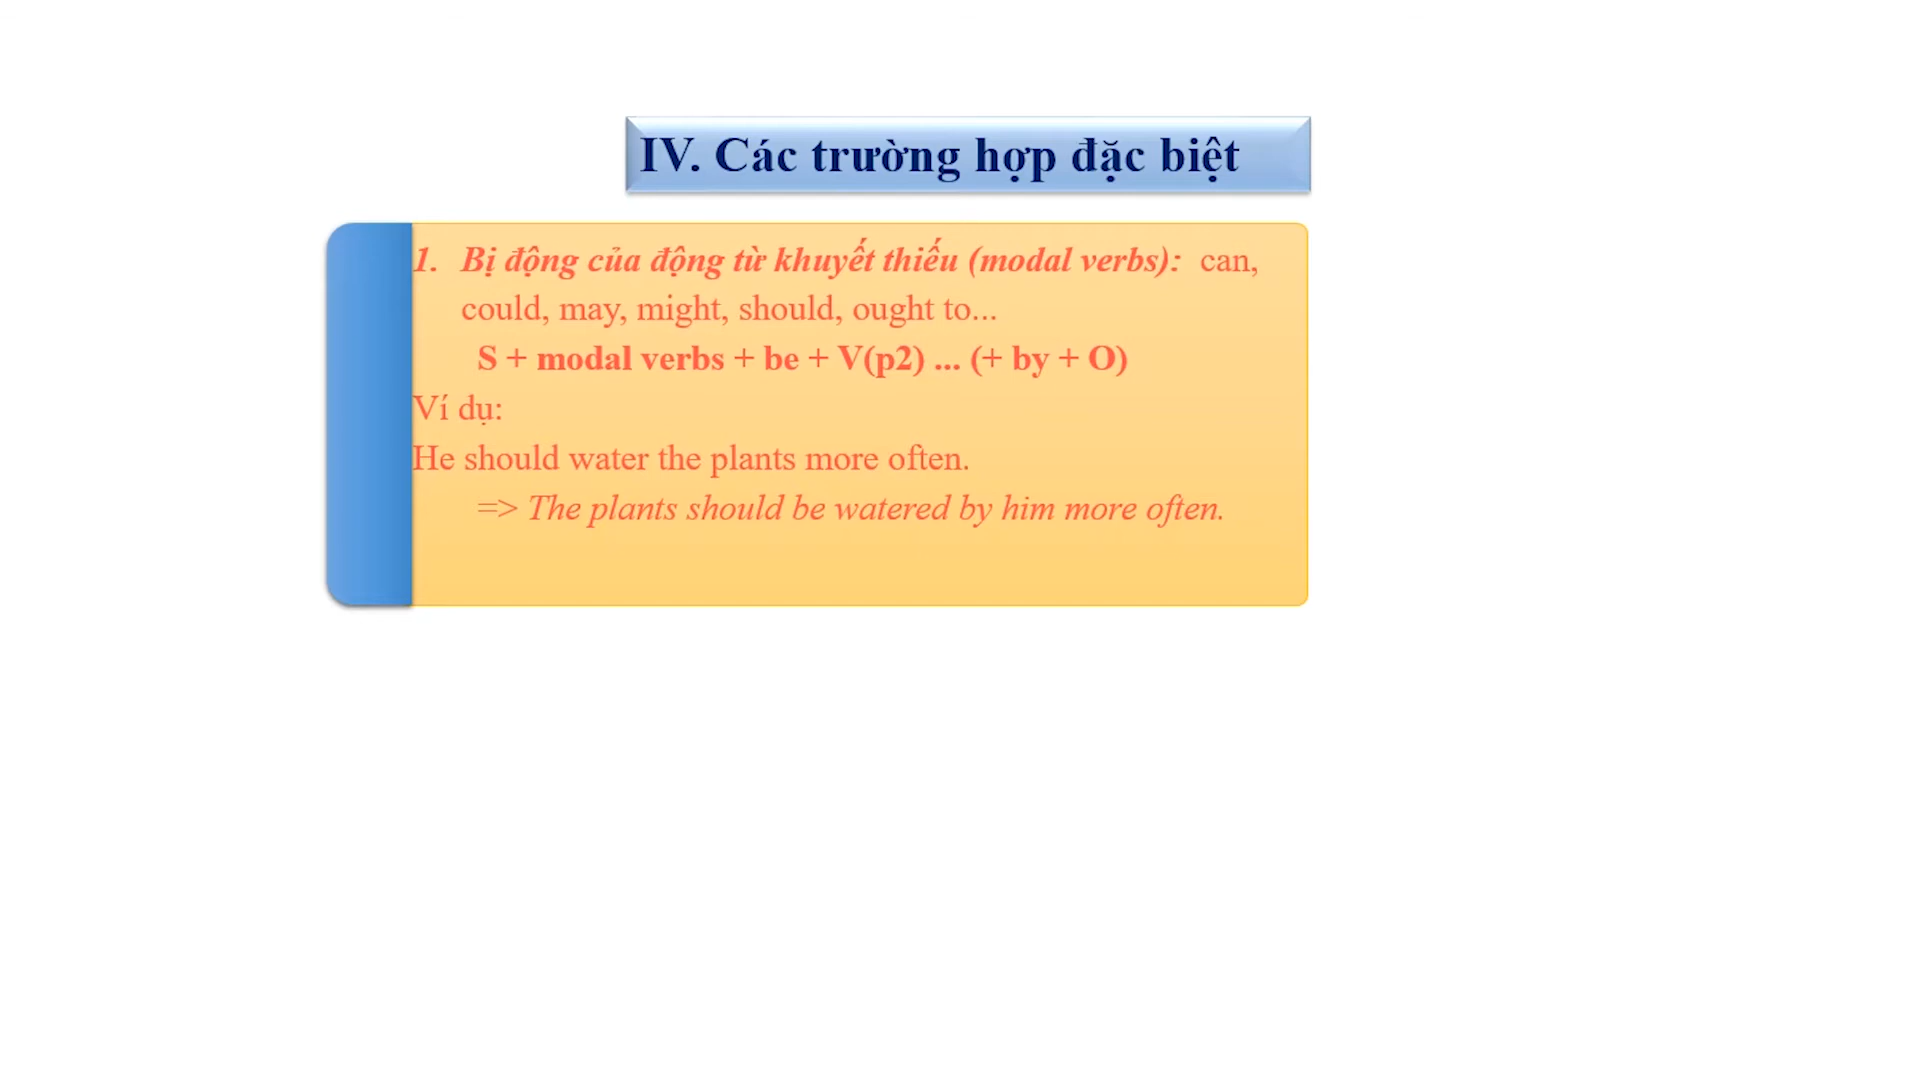 IV. Các trường hợp đặc biệt
1. Bị động của động từ khuyết thiếu (modal verbs): can,
could, may, might, should, ought to...
S + modal verbs + be + V(p2) ... (+ by + O)
Ví dụ:
He should water the plants more often.
=> The plants should be watered by him more often.